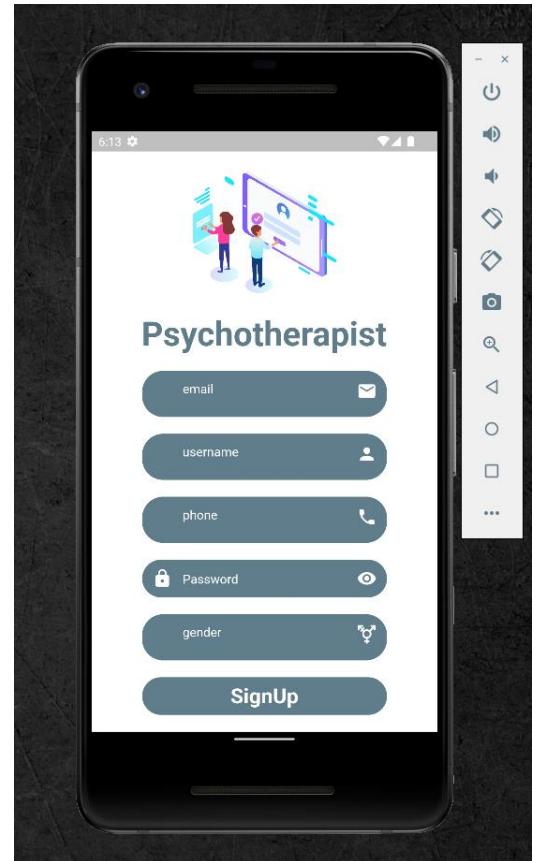 6:13
Psychotherapist
email
username
phone
Password
gender
SignUp